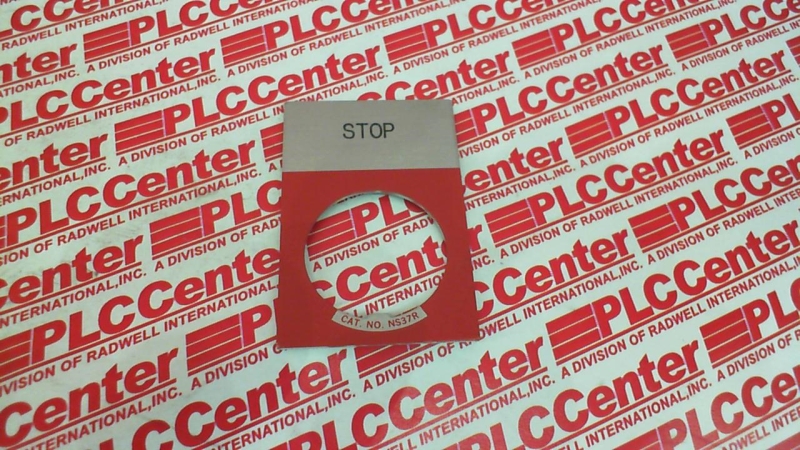 STOP
CAT. NO. NS37R
PLCCenter
A DIVISION OF RADWELL INTERNATIONAL, INC.